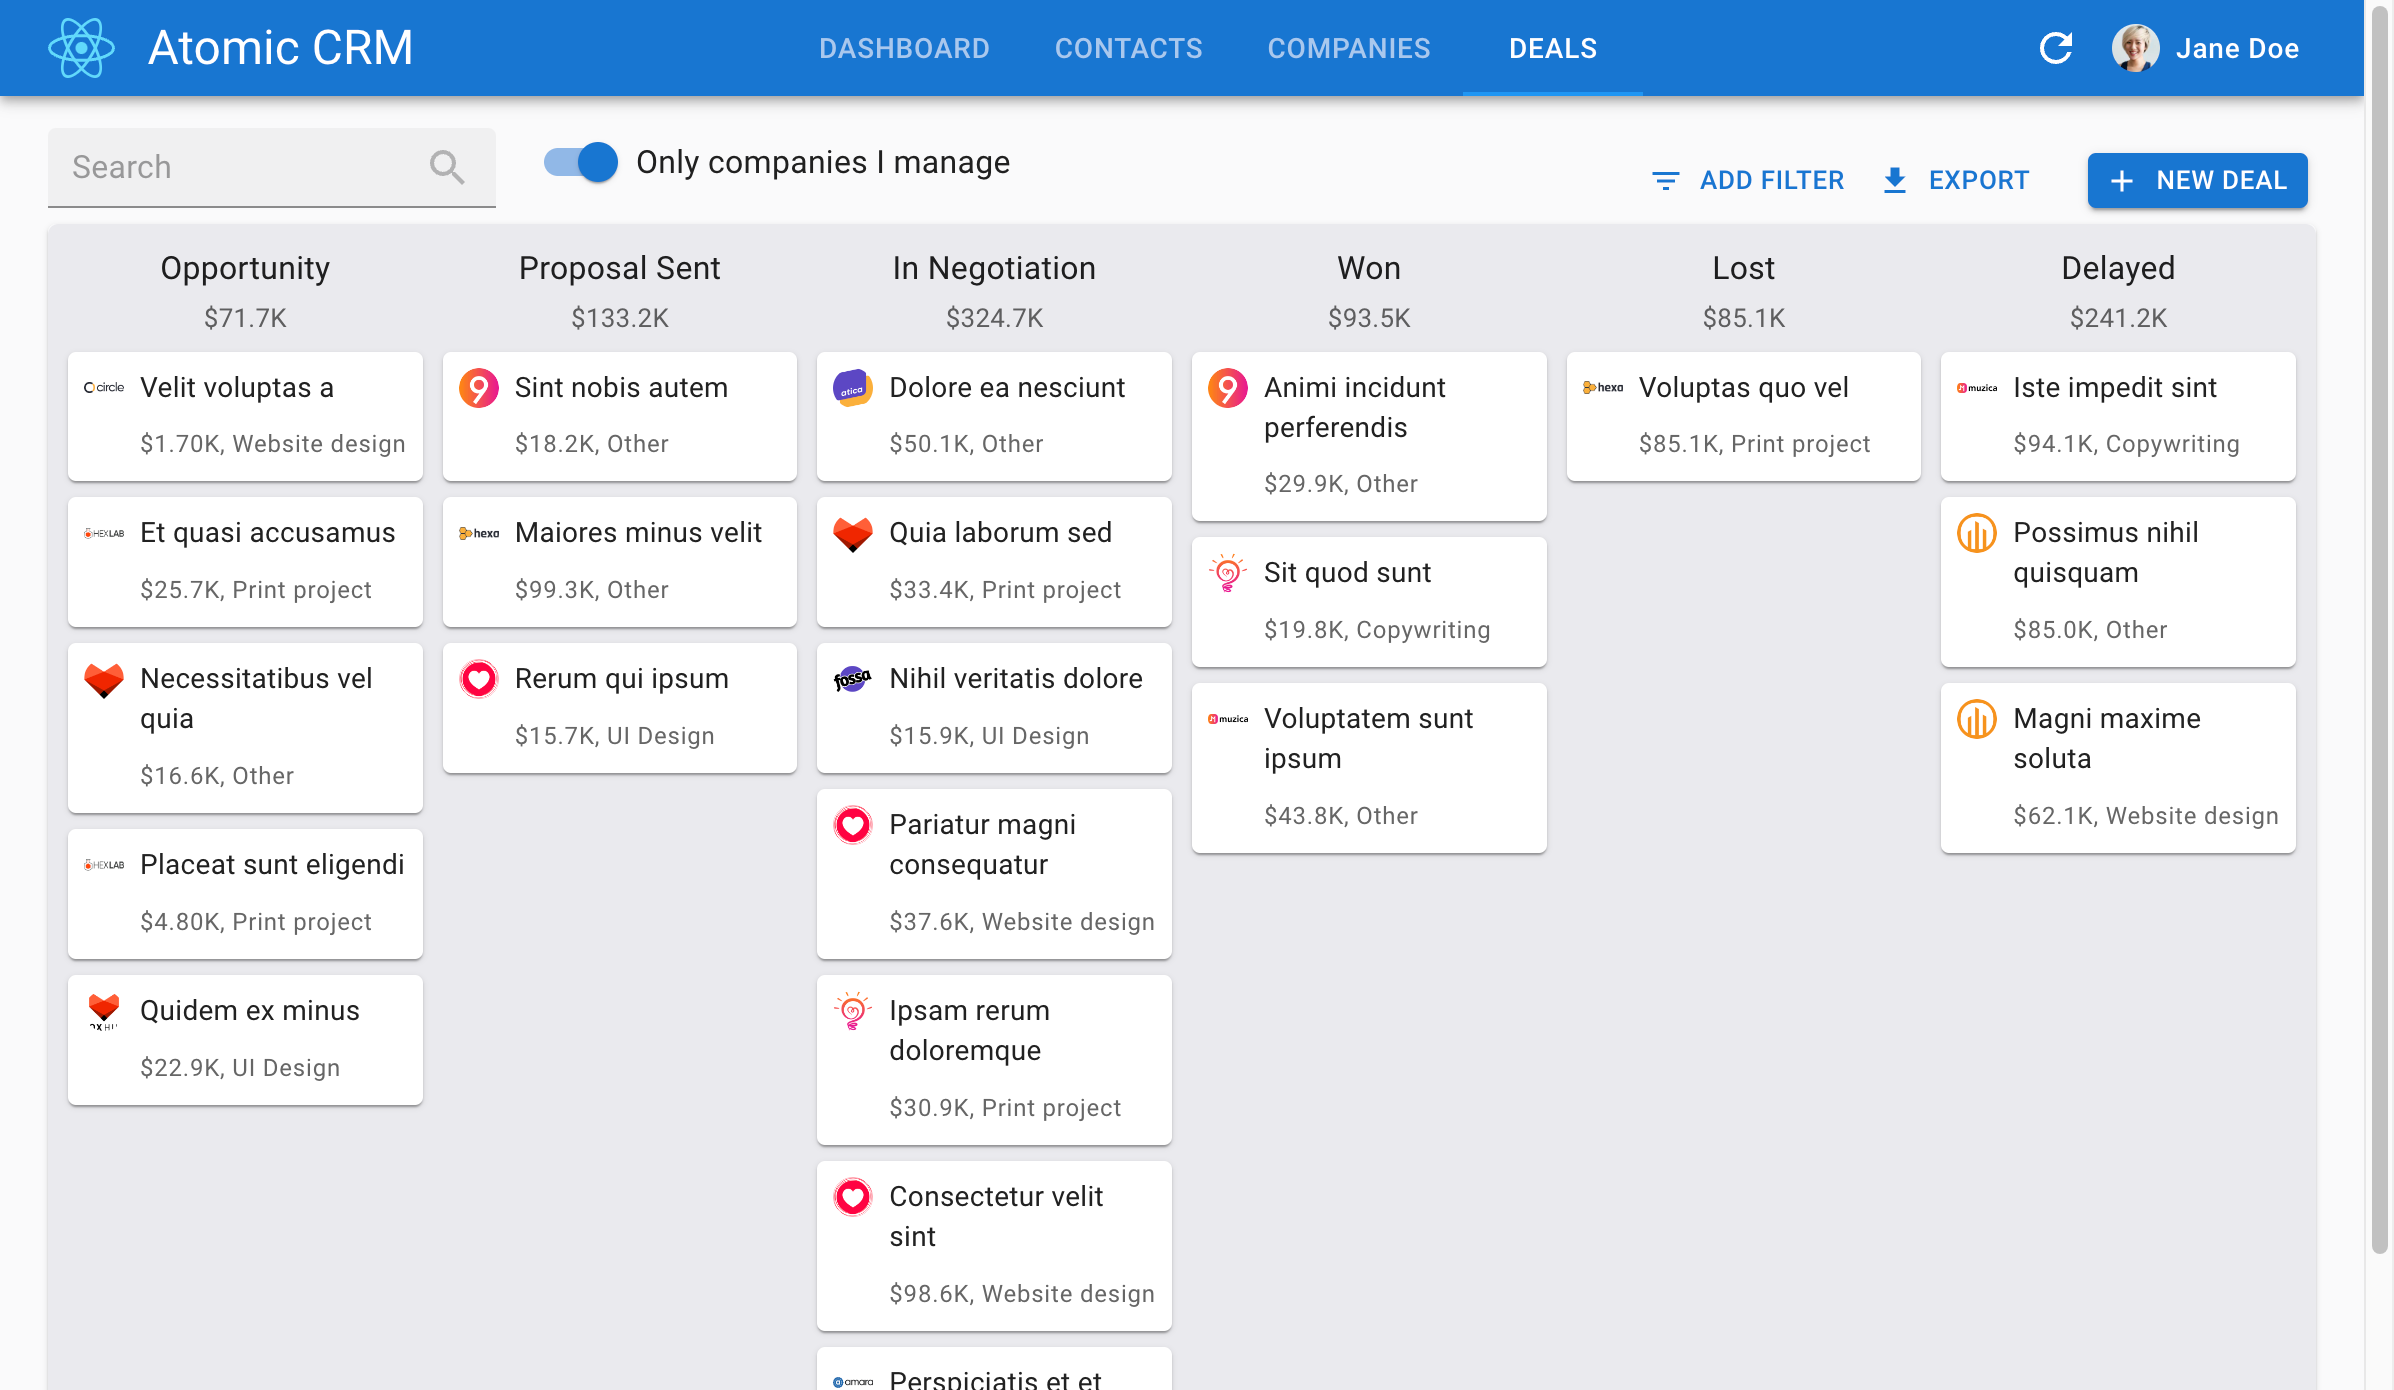 Atomic CRM
DASHBOARD
CONTACTS
COMPANIES
DEALS
Jane Doe
Search
Only companies I manage
ADD FILTER
EXPORT
NEW DEAL
Opportunity
$71.7K
circle
Velit voluptas a
$1.70K, Website design
HEXLAB
Et quasi accusamus
$25.7K, Print project
Necessitatibus vel
quia
$16.6K, Other
HEXLAB
Placeat sunt eligendi
$4.80K, Print project
Quidem ex minus
$22.9K, UI Design
Proposal Sent
$133.2K
9
Sint nobis autem
$18.2K, Other
hexa
Maiores minus velit
$99.3K, Other
Rerum qui ipsum
$15.7K, UI Design
In Negotiation
$324.7K
atica
Dolore ea nesciunt
$50.1K, Other
Quia laborum sed
$33.4K, Print project
fossa
Nihil veritatis dolore
$15.9K, UI Design
Pariatur magni
consequatur
$37.6K, Website design
Ipsam rerum
doloremque
$30.9K, Print project
Consectetur velit
sint
$98.6K, Website design
amara
Perspiciatis et et
Won
$93.5K
9
Animi incidunt
perferendis
$29.9K, Other
Sit quod sunt
$19.8K, Copywriting
muzica
Voluptatem sunt
ipsum
$43.8K, Other
Lost
$85.1K
hexa
Voluptas quo vel
$85.1K, Print project
Delayed
$241.2K
muzica
Iste impedit sint
$94.1K, Copywriting
Possimus nihil
quisquam
$85.0K, Other
Magni maxime
soluta
$62.1K, Website design